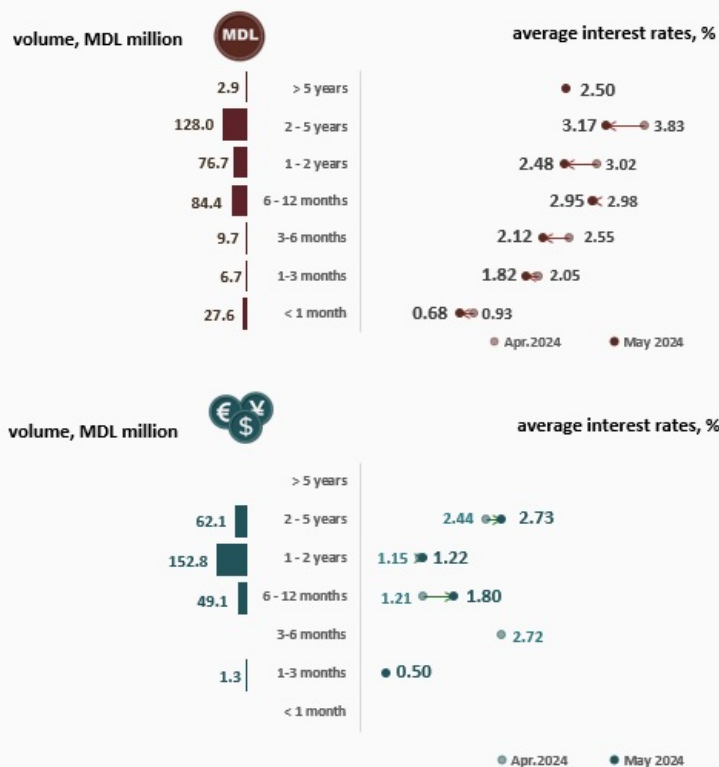 volume, MDL million
MDL
average interest rates, %
2.9 > 5 years 2.50
128.0 2 - 5 years 3.17 3.83
76.7 1 - 2 years 2.48 3.02
84.4 6 - 12 months 2.95 2.98
9.7 3-6 months 2.12 2.55
6.7 1-3 months 1.82 2.05
27.6 < 1 month 0.68 0.93
Apr.2024 May 2024
€ ¥ $
volume, MDL million
average interest rates, %
> 5 years
62.1 2 - 5 years 2.44 2.73
152.8 1 - 2 years 1.15 1.22
49.1 6 - 12 months 1.21 1.80
3-6 months 2.72
1.3 1-3 months 0.50
< 1 month
Apr.2024 May 2024